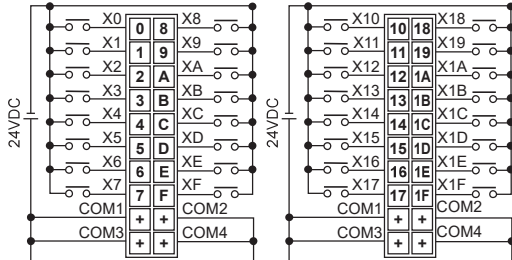 X0 0 8 X8 X10 10 18 X18
X1 1 9 X9 X11 11 19 X19
X2 2 A XA X12 12 1A X1A
X3 3 B XB X13 13 1B X1B
X4 4 C XC X14 14 1C X1C
X5 5 D XD X15 15 1D X1D
X6 6 E XE X16 16 1E X1E
X7 7 F XF X17 17 1F X1F
COM1 + + COM2 COM1 + + COM2
COM3 + + COM4 COM3 + + COM4
24VDC 24VDC